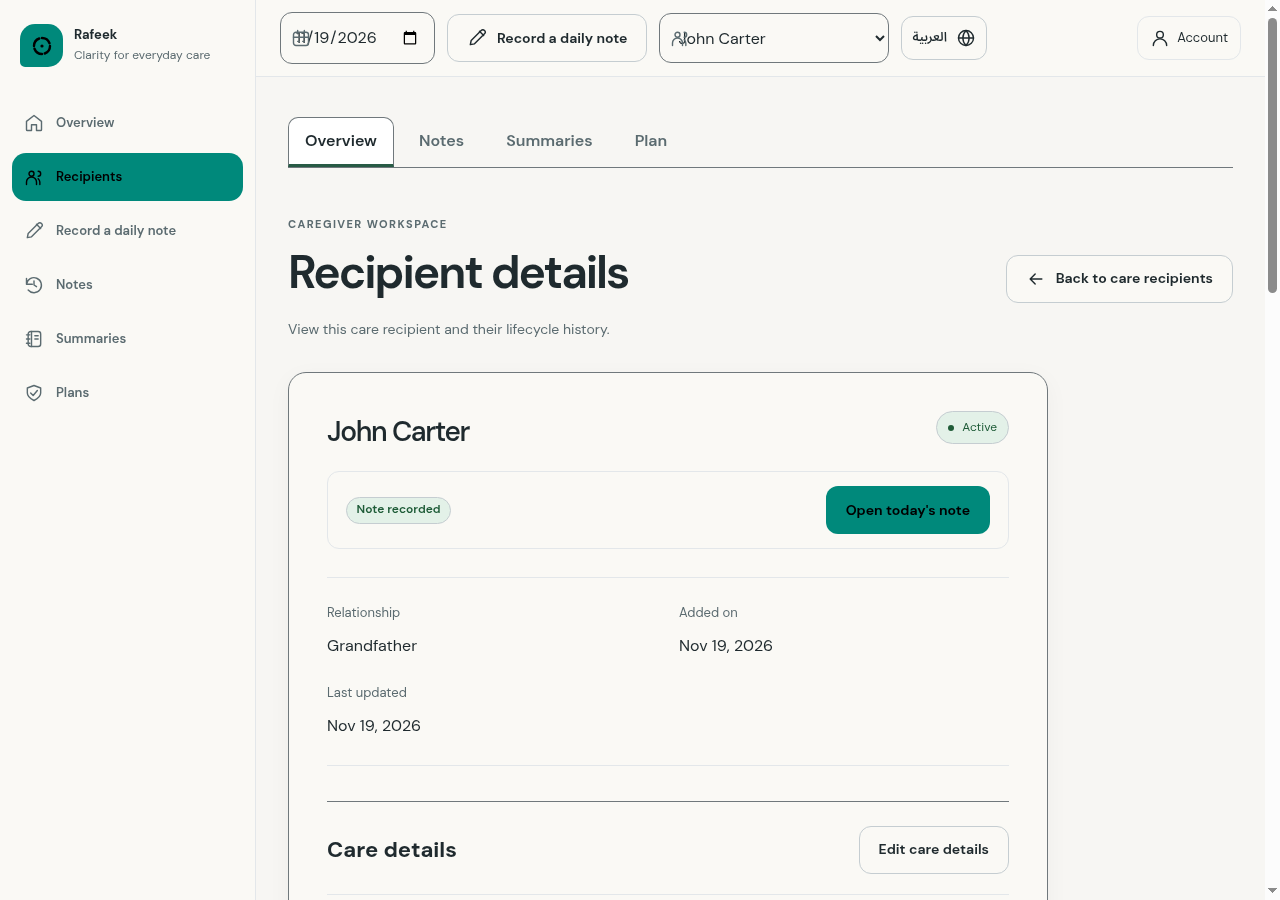 Rafeek
Clarity for everyday care
Overview
Recipients
Record a daily note
Notes
Summaries
Plans
/19/2026
Record a daily note
John Carter
العربية
Account
Overview
Notes
Summaries
Plan
CAREGIVER WORKSPACE
Recipient details
Back to care recipients
View this care recipient and their lifecycle history.
John Carter
Active
Note recorded
Open today's note
Relationship
Added on
Grandfather
Nov 19, 2026
Last updated
Nov 19, 2026
Care details
Edit care details